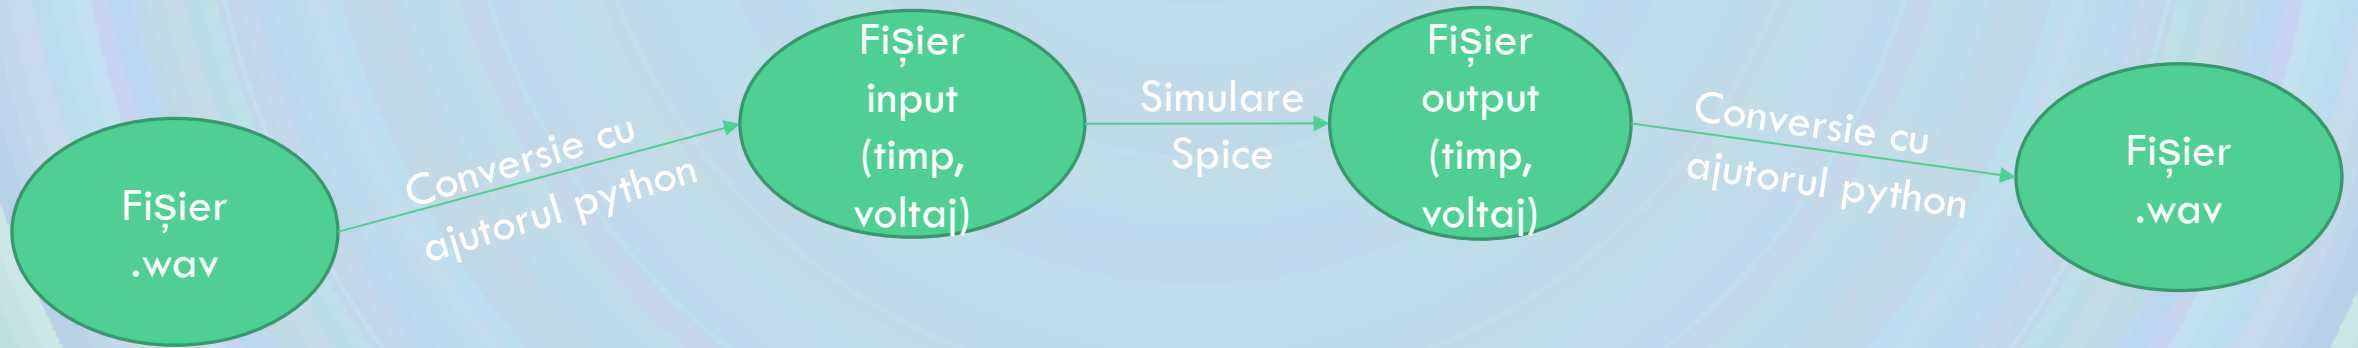 Fișier
.wav
Conversie cu
ajutorul python
Fișier
input
(timp,
voltaj)
Simulare
Spice
Fișier
output
(timp,
voltaj)
Conversie cu
ajutorul python
Fișier
.wav